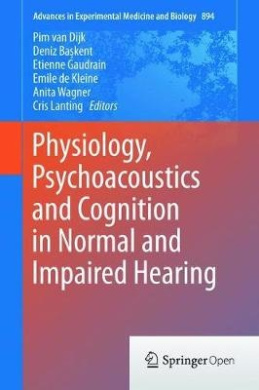 Advances in Experimental Medicine and Biology 894
Pim van Dijk
Deniz Başkent
Etienne Gaudrain
Emile de Kleine
Anita Wagner
Cris Lanting Editors
Physiology,
Psychoacoustics
and Cognition
in Normal and
Impaired Hearing
Springer Open